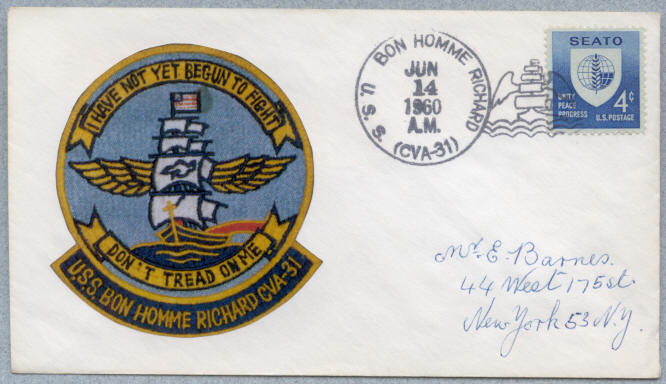 I HAVE NOT YET BEGUN TO FIGHT
DON'T TREAD ON ME
U.S.S. BON HOMME RICHARD CVA-31
U. S. S. BON HOMME RICHARD
(CVA-31)
JUN
14
1960
A.M.
SEATO
UNITY
PEACE
PROGRESS
4¢
U.S. POSTAGE
Mr. E. Barnes.
44 West 175 st.
New York 53 N.Y.